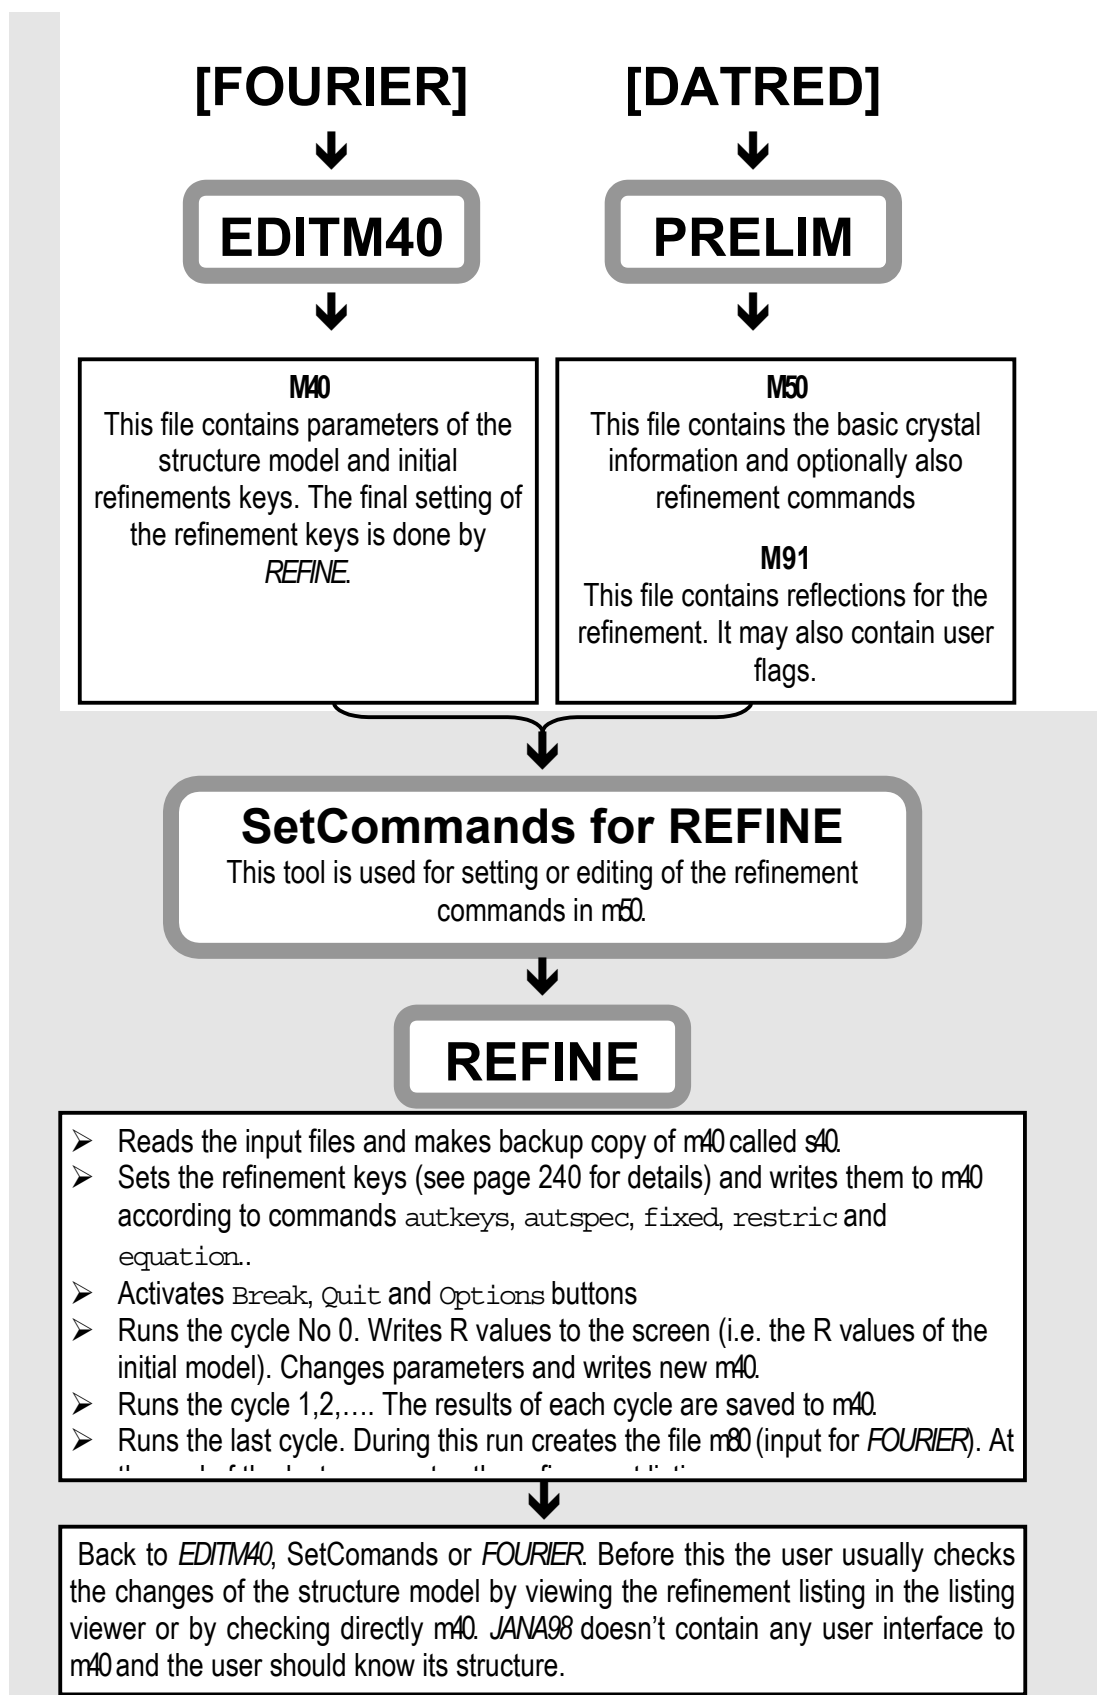 [FOURIER] [DATRED]
EDITM40 PRELIM
M40
This file contains parameters of the
structure model and initial
refinements keys. The final setting of
the refinement keys is done by
REFINE.
M50
This file contains the basic crystal
information and optionally also
refinement commands
M91
This file contains reflections for the
refinement. It may also contain user
flags.
SetCommands for REFINE
This tool is used for setting or editing of the refinement
commands in m50.
REFINE
➢ Reads the input files and makes backup copy of m40 called s40.
➢ Sets the refinement keys (see page 240 for details) and writes them to m40
according to commands autkeys, autspec, fixed, restric and
equation..
➢ Activates Break, Quit and Options buttons
➢ Runs the cycle No 0. Writes R values to the screen (i.e. the R values of the
initial model). Changes parameters and writes new m40.
➢ Runs the cycle 1,2,…. The results of each cycle are saved to m40.
➢ Runs the last cycle. During this run creates the file m80 (input for FOURIER). At
Back to EDITM40, SetComands or FOURIER. Before this the user usually checks
the changes of the structure model by viewing the refinement listing in the listing
viewer or by checking directly m40. JANA98 doesn't contain any user interface to
m40 and the user should know its structure.